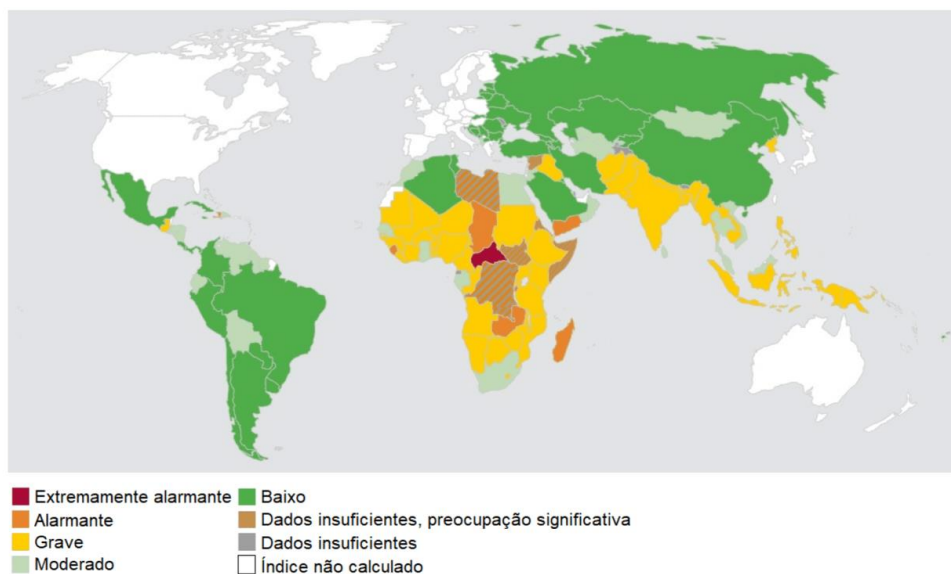 Extremamente alarmante
Alarmante
Grave
Moderado
Baixo
Dados insuficientes, preocupação significativa
Dados insuficientes
Índice não calculado